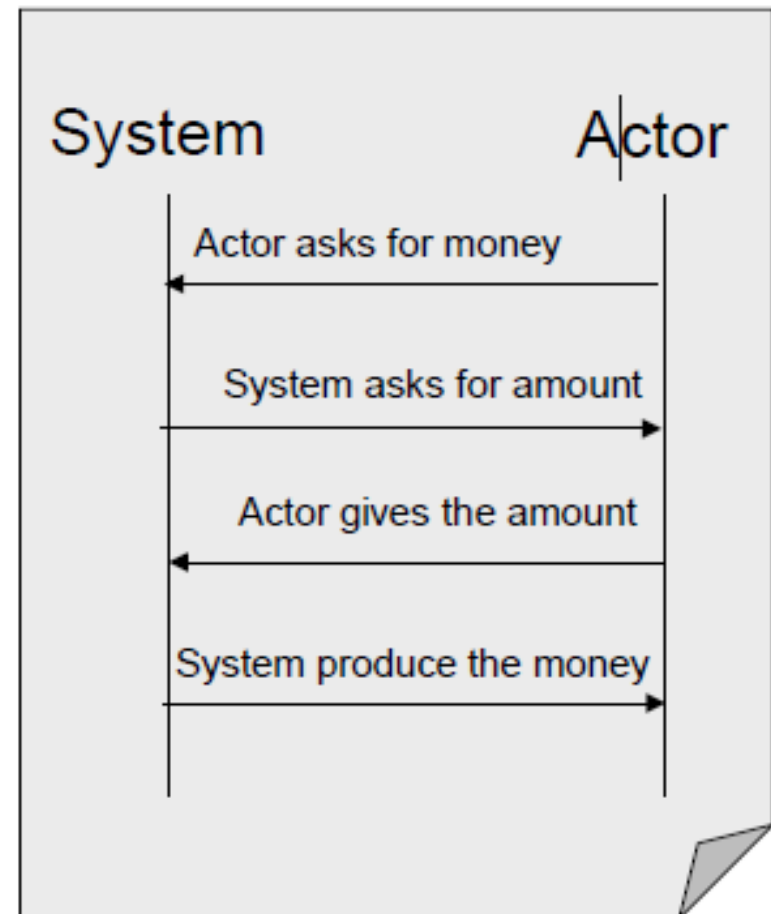 System Actor
Actor asks for money
System asks for amount
Actor gives the amount
System produce the money